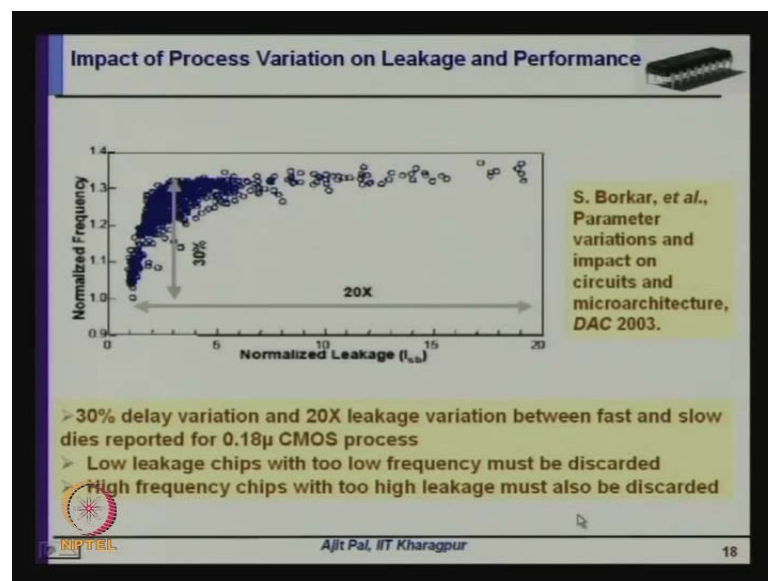 Impact of Process Variation on Leakage and Performance
1.4
1.3
1.2
1.1
1.0
0.9
Normalized Frequency
30%
20X
0
5
10
15
20
Normalized Leakage (Isb)
S. Borkar, et al.,
Parameter
variations and
impact on
circuits and
microarchitecture,
DAC 2003.
➢30% delay variation and 20X leakage variation between fast and slow
dies reported for 0.18µ CMOS process
➢ Low leakage chips with too low frequency must be discarded
➢ High frequency chips with too high leakage must also be discarded
NPTEL
Ajit Pal, IIT Kharagpur
18